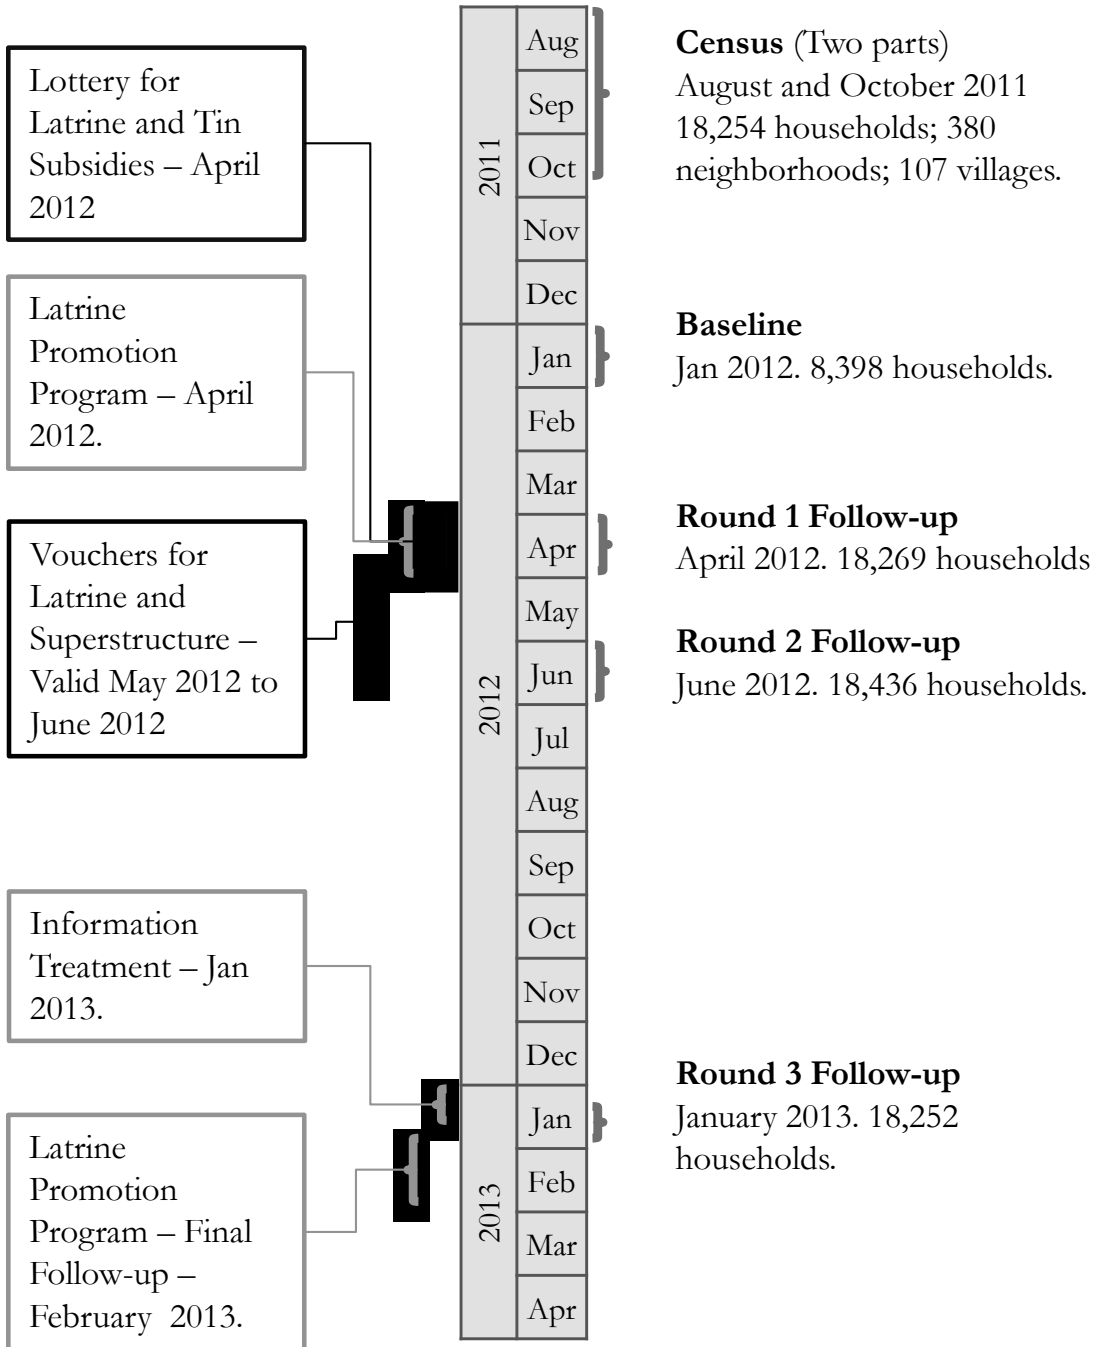 Lottery for
Latrine and Tin
Subsidies – April
2012
Latrine
Promotion
Program – April
2012.
Vouchers for
Latrine and
Superstructure –
Valid May 2012 to
June 2012
Information
Treatment – Jan
2013.
Latrine
Promotion
Program – Final
Follow-up –
February 2013.
2011
Aug
Sep
Oct
Nov
Dec
2012
Jan
Feb
Mar
Apr
May
Jun
Jul
Aug
Sep
Oct
Nov
Dec
2013
Jan
Feb
Mar
Apr
Census (Two parts)
August and October 2011
18,254 households; 380
neighborhoods; 107 villages.
Baseline
Jan 2012. 8,398 households.
Round 1 Follow-up
April 2012. 18,269 households
Round 2 Follow-up
June 2012. 18,436 households.
Round 3 Follow-up
January 2013. 18,252
households.